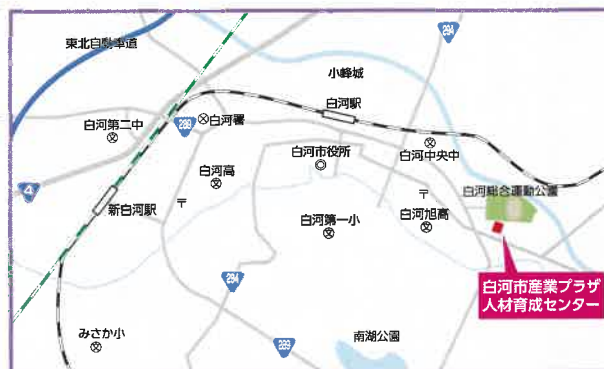 東北自動車道
294
小峰城
白河駅
白河署
289
白河第二中
白河市役所
白河中央中
白河高
4
新白河駅
白河総合運動公園
白河旭高
白河第一小
白河市産業プラザ
人材育成センター
294
みさか小
289
南湖公園